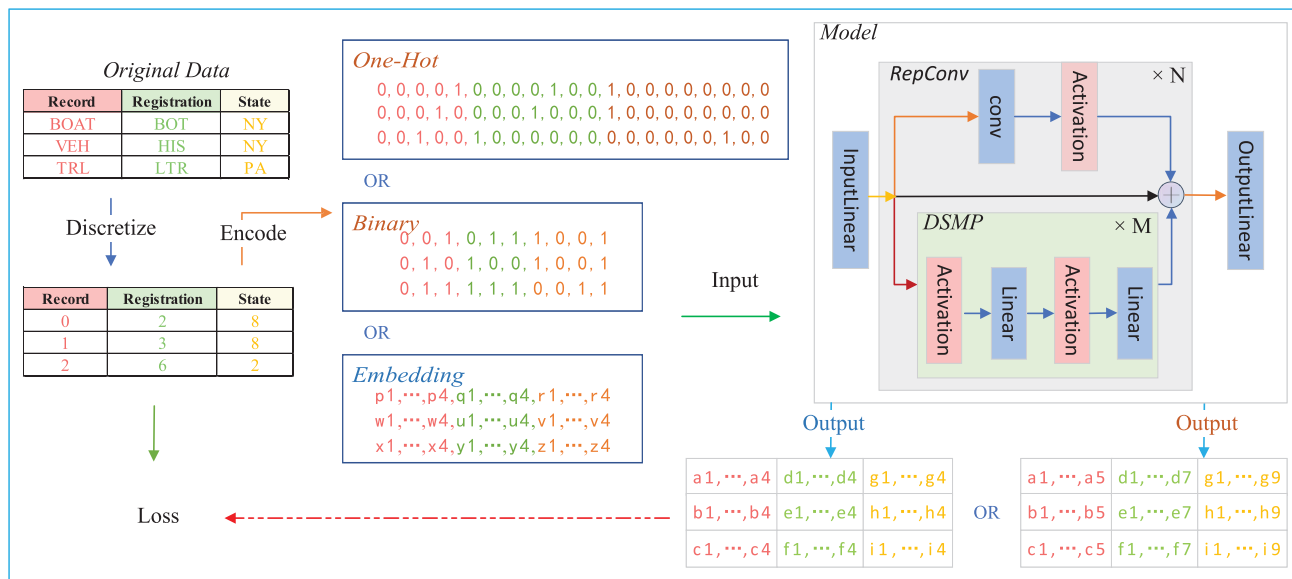 Original Data
Record Registration State
BOAT BOT NY
VEH HIS NY
TRL LTR PA
Discretize
Encode
Record Registration State
0 2 8
1 3 8
2 6 2
Loss
One-Hot
0,0,0,0,1,0,0,0,0,1,0,0,1,0,0,0,0,0,0,0,0
0,0,0,1,0,0,0,0,1,0,0,0,1,0,0,0,0,0,0,0,0
0,0,1,0,0,1,0,0,0,0,0,0,0,0,0,0,0,0,1,0,0
OR
Binary
0,0,1,0,1,1,1,0,0,1
0,1,0,1,0,0,1,0,0,1
0,1,1,1,1,1,0,0,1,1
OR
Embedding
p1,⋯,p4,q1,⋯,q4,r1,⋯,r4
w1,⋯,w4,u1,⋯,u4,v1,⋯,v4
x1,⋯,x4,y1,⋯,y4,z1,⋯,z4
Input
Model
RepConv × N
InputLinear
conv
Activation
+
OutputLinear
DSMP × M
Activation
Linear
Activation
Linear
Output
a1,⋯,a4 d1,⋯,d4 g1,⋯,g4
b1,⋯,b4 e1,⋯,e4 h1,⋯,h4
c1,⋯,c4 f1,⋯,f4 i1,⋯,i4
OR
Output
a1,⋯,a5 d1,⋯,d7 g1,⋯,g9
b1,⋯,b5 e1,⋯,e7 h1,⋯,h9
c1,⋯,c5 f1,⋯,f7 i1,⋯,i9